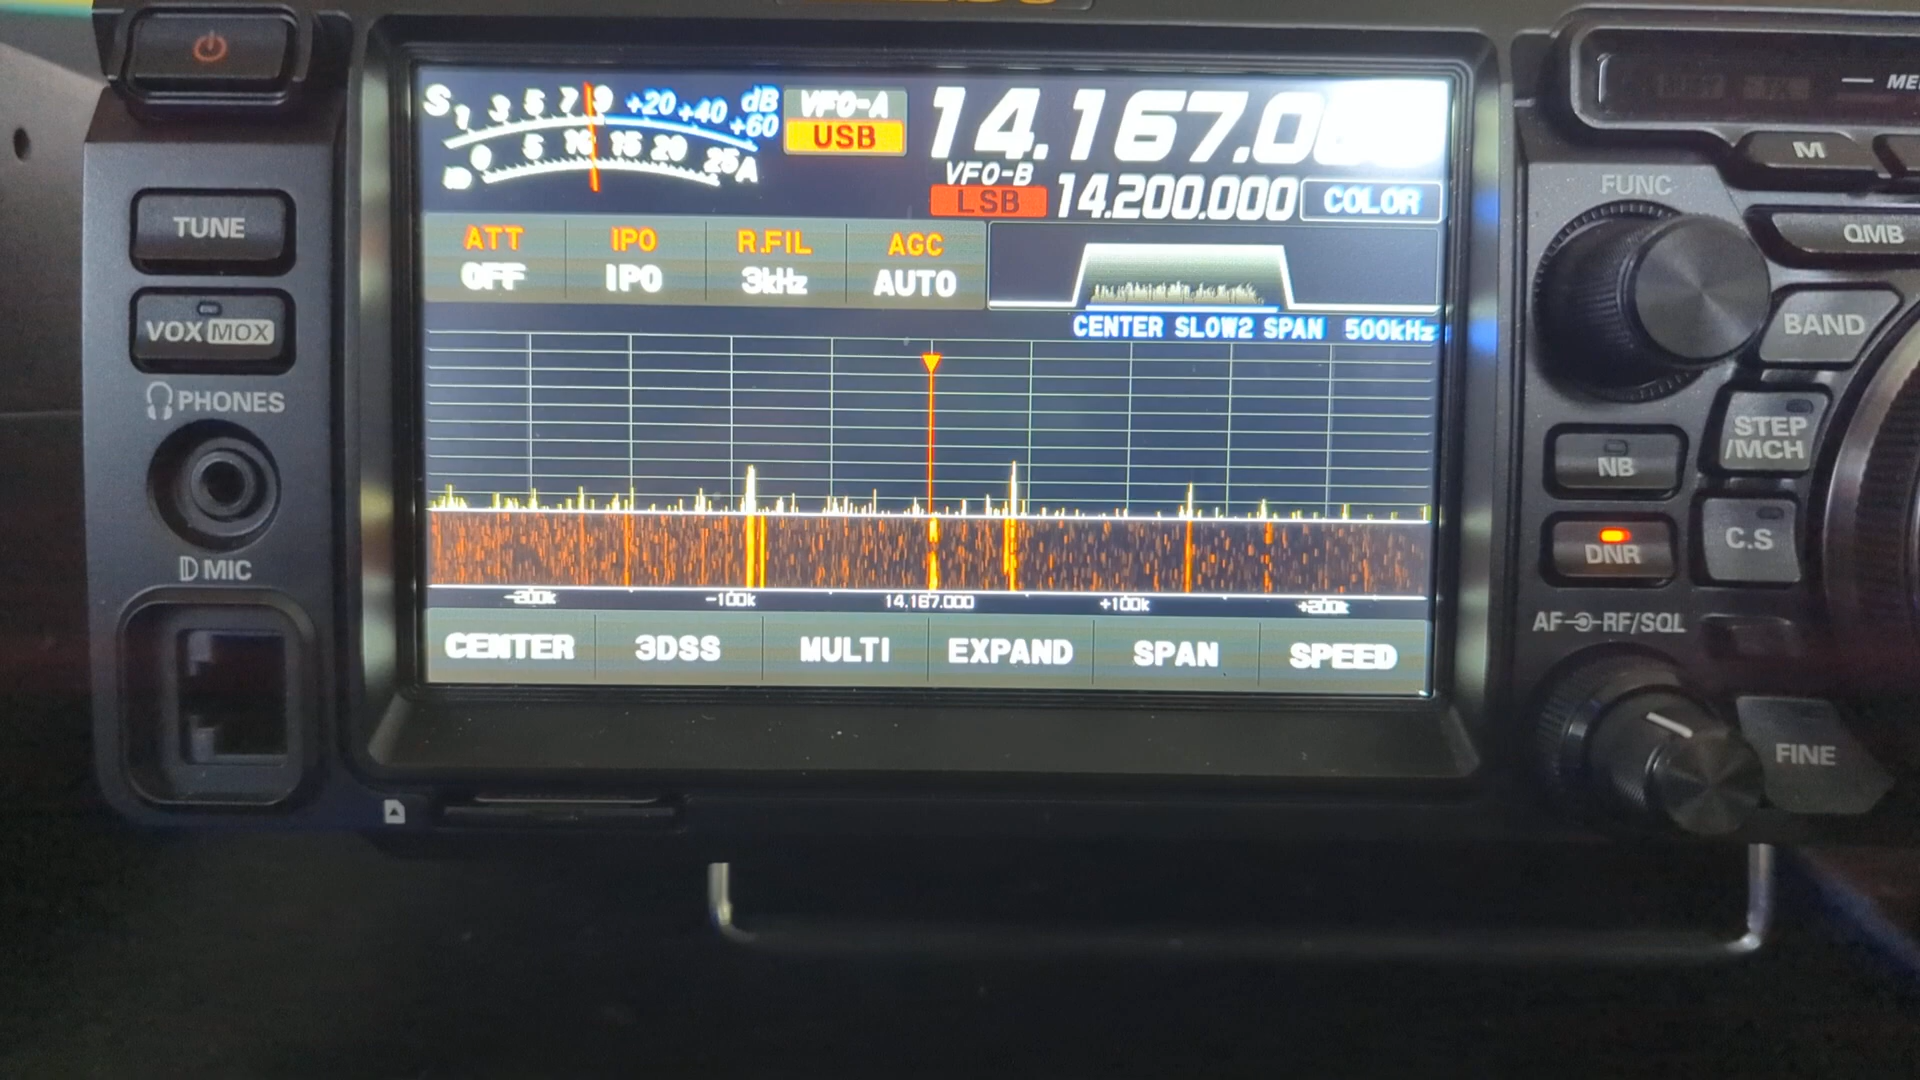 S 1 3 5 7 9 +20 +40 +60 dB
0 5 10 15 20 25 A
ID
VFO-A
USB
14.167.0
VFO-B
LSB 14.200.000 COLOR
ATT IPO R.FIL AGC
OFF IPO 3kHz AUTO
CENTER SLOW2 SPAN 500kHz
-200k -100k 14.167.000 +100k +200k
CENTER 3DSS MULTI EXPAND SPAN SPEED
TUNE
VOX MOX
PHONES
MIC
M
FUNC
QMB
BAND
STEP
/MCH
NB
DNR
C.S
AF RF/SQL
FINE